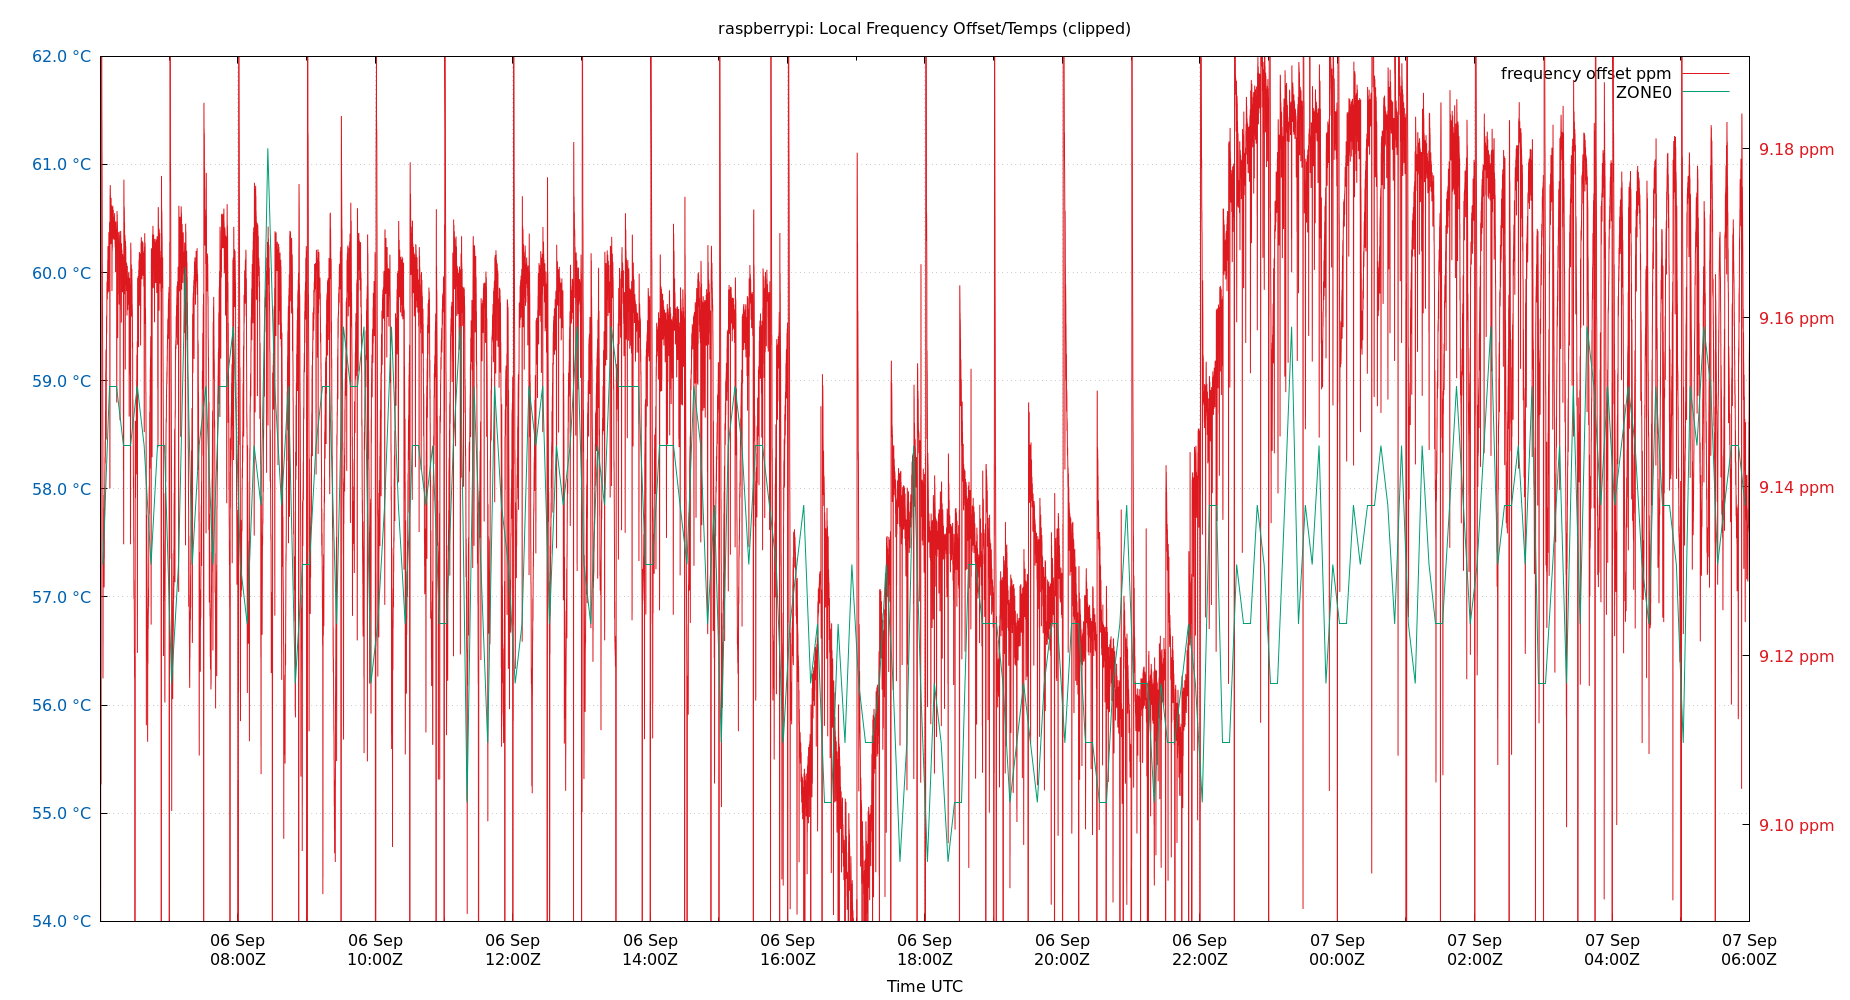 raspberrypi: Local Frequency Offset/Temps (clipped)
62.0 °C
61.0 °C
60.0 °C
59.0 °C
58.0 °C
57.0 °C
56.0 °C
55.0 °C
54.0 °C
frequency offset ppm
ZONE0
9.18 ppm
9.16 ppm
9.14 ppm
9.12 ppm
9.10 ppm
06 Sep 06 Sep 06 Sep 06 Sep 06 Sep 06 Sep 06 Sep 06 Sep 07 Sep 07 Sep 07 Sep 07 Sep
08:00Z 10:00Z 12:00Z 14:00Z 16:00Z 18:00Z 20:00Z 22:00Z 00:00Z 02:00Z 04:00Z 06:00Z
Time UTC